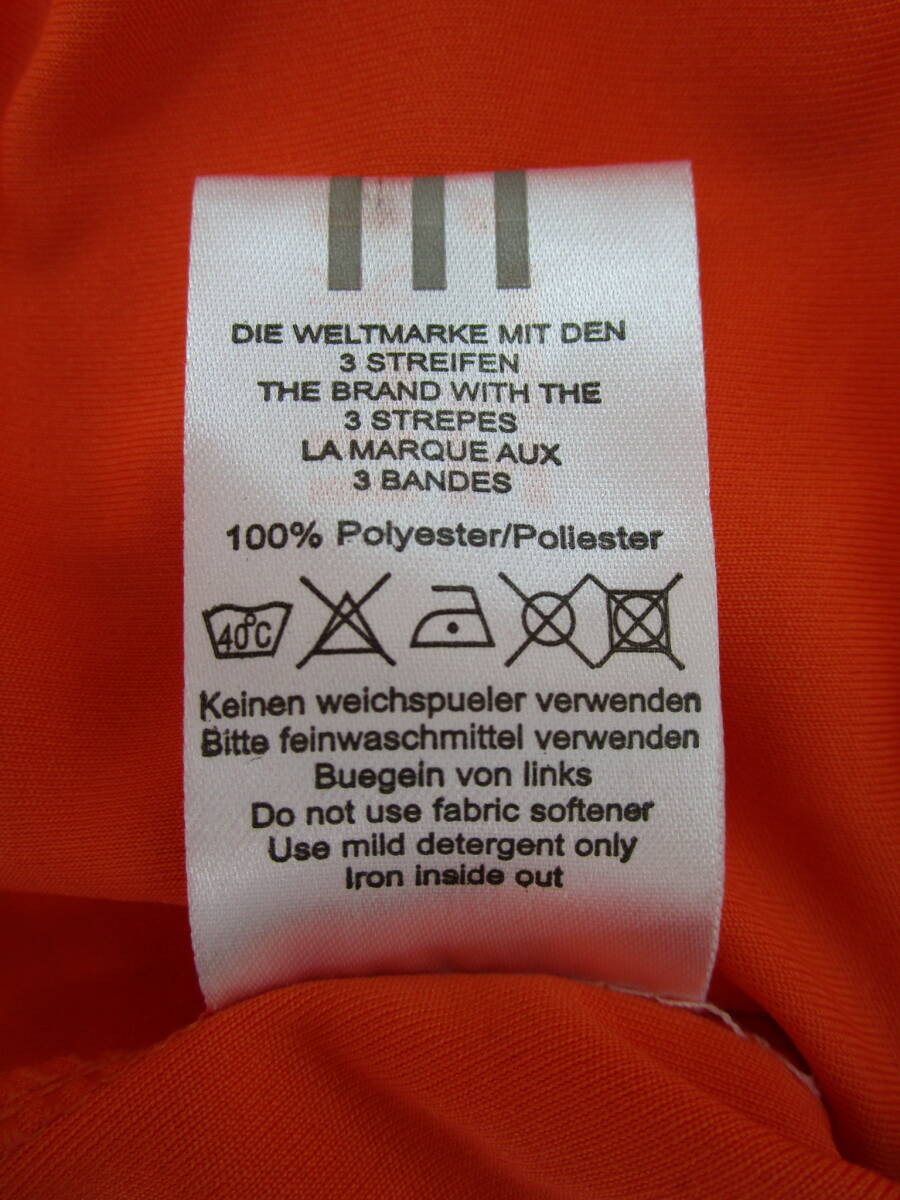 DIE WELTMARKE MIT DEN
3 STREIFEN
THE BRAND WITH THE
3 STREPES
LA MARQUE AUX
3 BANDES
100% Polyester/Poliester
40°C
Keinen weichspueler verwenden
Bitte feinwaschmittel verwenden
Buegein von links
Do not use fabric softener
Use mild detergent only
Iron inside out